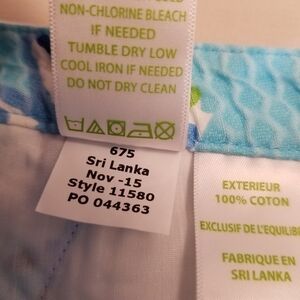 NON-CHLORINE BLEACH
IF NEEDED
TUMBLE DRY LOW
COOL IRON IF NEEDED
DO NOT DRY CLEAN
675
Sri Lanka
Nov -15
Style 11580
PO 044363
EXTERIEUR
100% COTON
EXCLUSIF DE L'EQUILIB
FABRIQUE EN
SRI LANKA